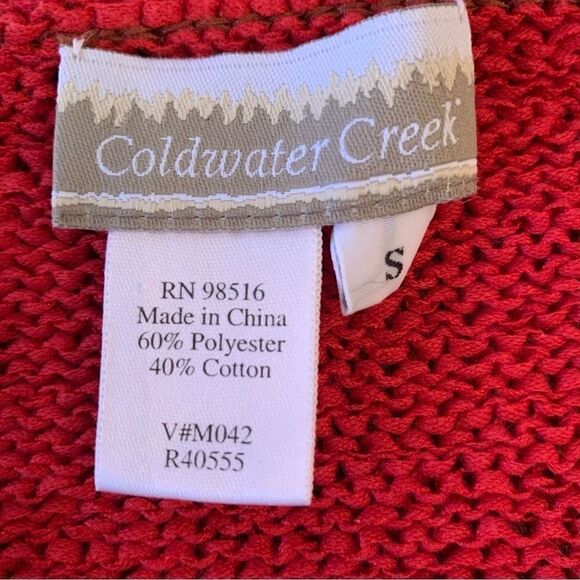 Coldwater Creek
S
RN 98516
Made in China
60% Polyester
40% Cotton
V#M042
R40555